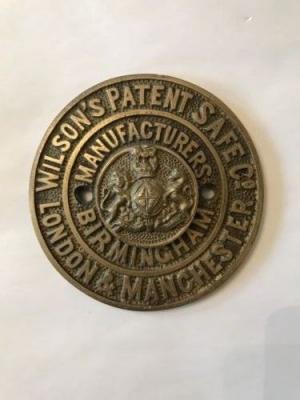 WILSON'S PATENT SAFE Co
LONDON & MANCHESTER
MANUFACTURERS
BIRMINGHAM